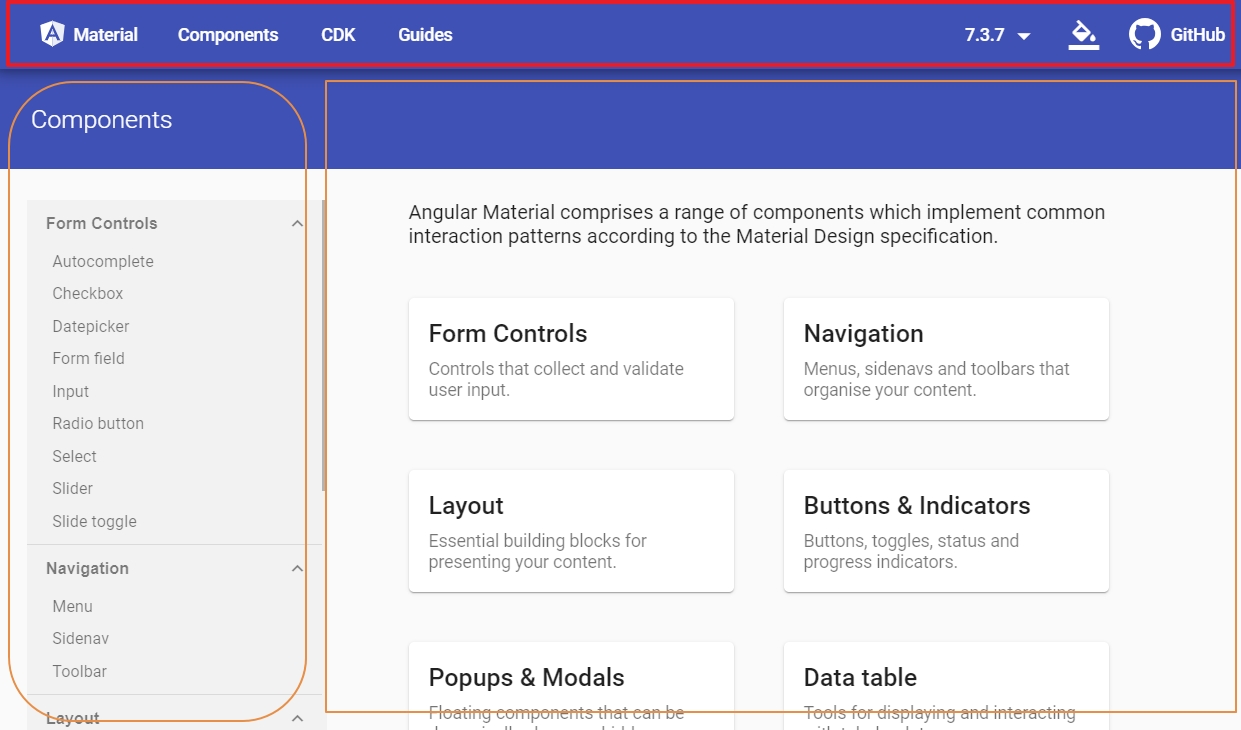 Material Components CDK Guides 7.3.7 GitHub
Components
Form Controls
Autocomplete
Checkbox
Datepicker
Form field
Input
Radio button
Select
Slider
Slide toggle
Navigation
Menu
Sidenav
Toolbar
Layout
Angular Material comprises a range of components which implement common
interaction patterns according to the Material Design specification.
Form Controls
Controls that collect and validate
user input.
Navigation
Menus, sidenavs and toolbars that
organise your content.
Layout
Essential building blocks for
presenting your content.
Buttons & Indicators
Buttons, toggles, status and
progress indicators.
Popups & Modals
Floating components that can be
Data table
Tools for displaying and interacting